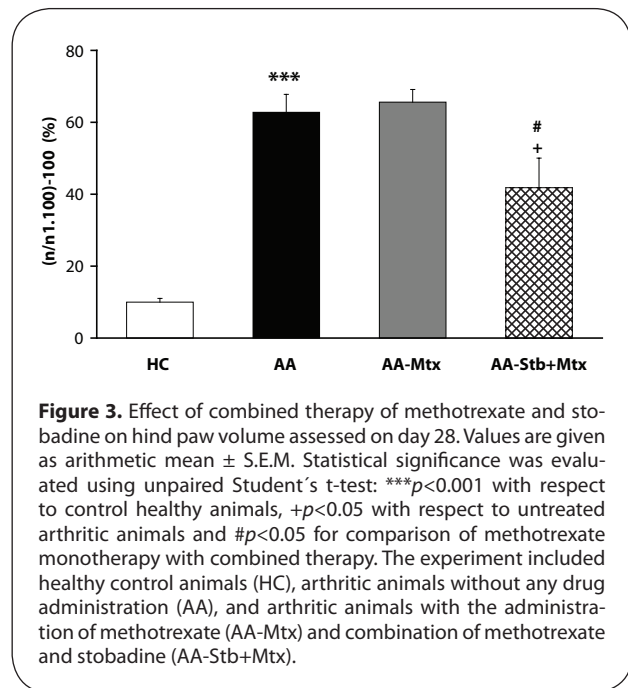 80
60
40
20
0
(n/n1.100)-100 (%)
***
#
+
HC AA AA-Mtx AA-Stb+Mtx
Figure 3. Effect of combined therapy of methotrexate and sto-
badine on hind paw volume assessed on day 28. Values are given
as arithmetic mean ± S.E.M. Statistical significance was evalu-
ated using unpaired Student´s t-test: ***p<0.001 with respect
to control healthy animals, +p<0.05 with respect to untreated
arthritic animals and #p<0.05 for comparison of methotrexate
monotherapy with combined therapy. The experiment included
healthy control animals (HC), arthritic animals without any drug
administration (AA), and arthritic animals with the administra-
tion of methotrexate (AA-Mtx) and combination of methotrexate
and stobadine (AA-Stb+Mtx).